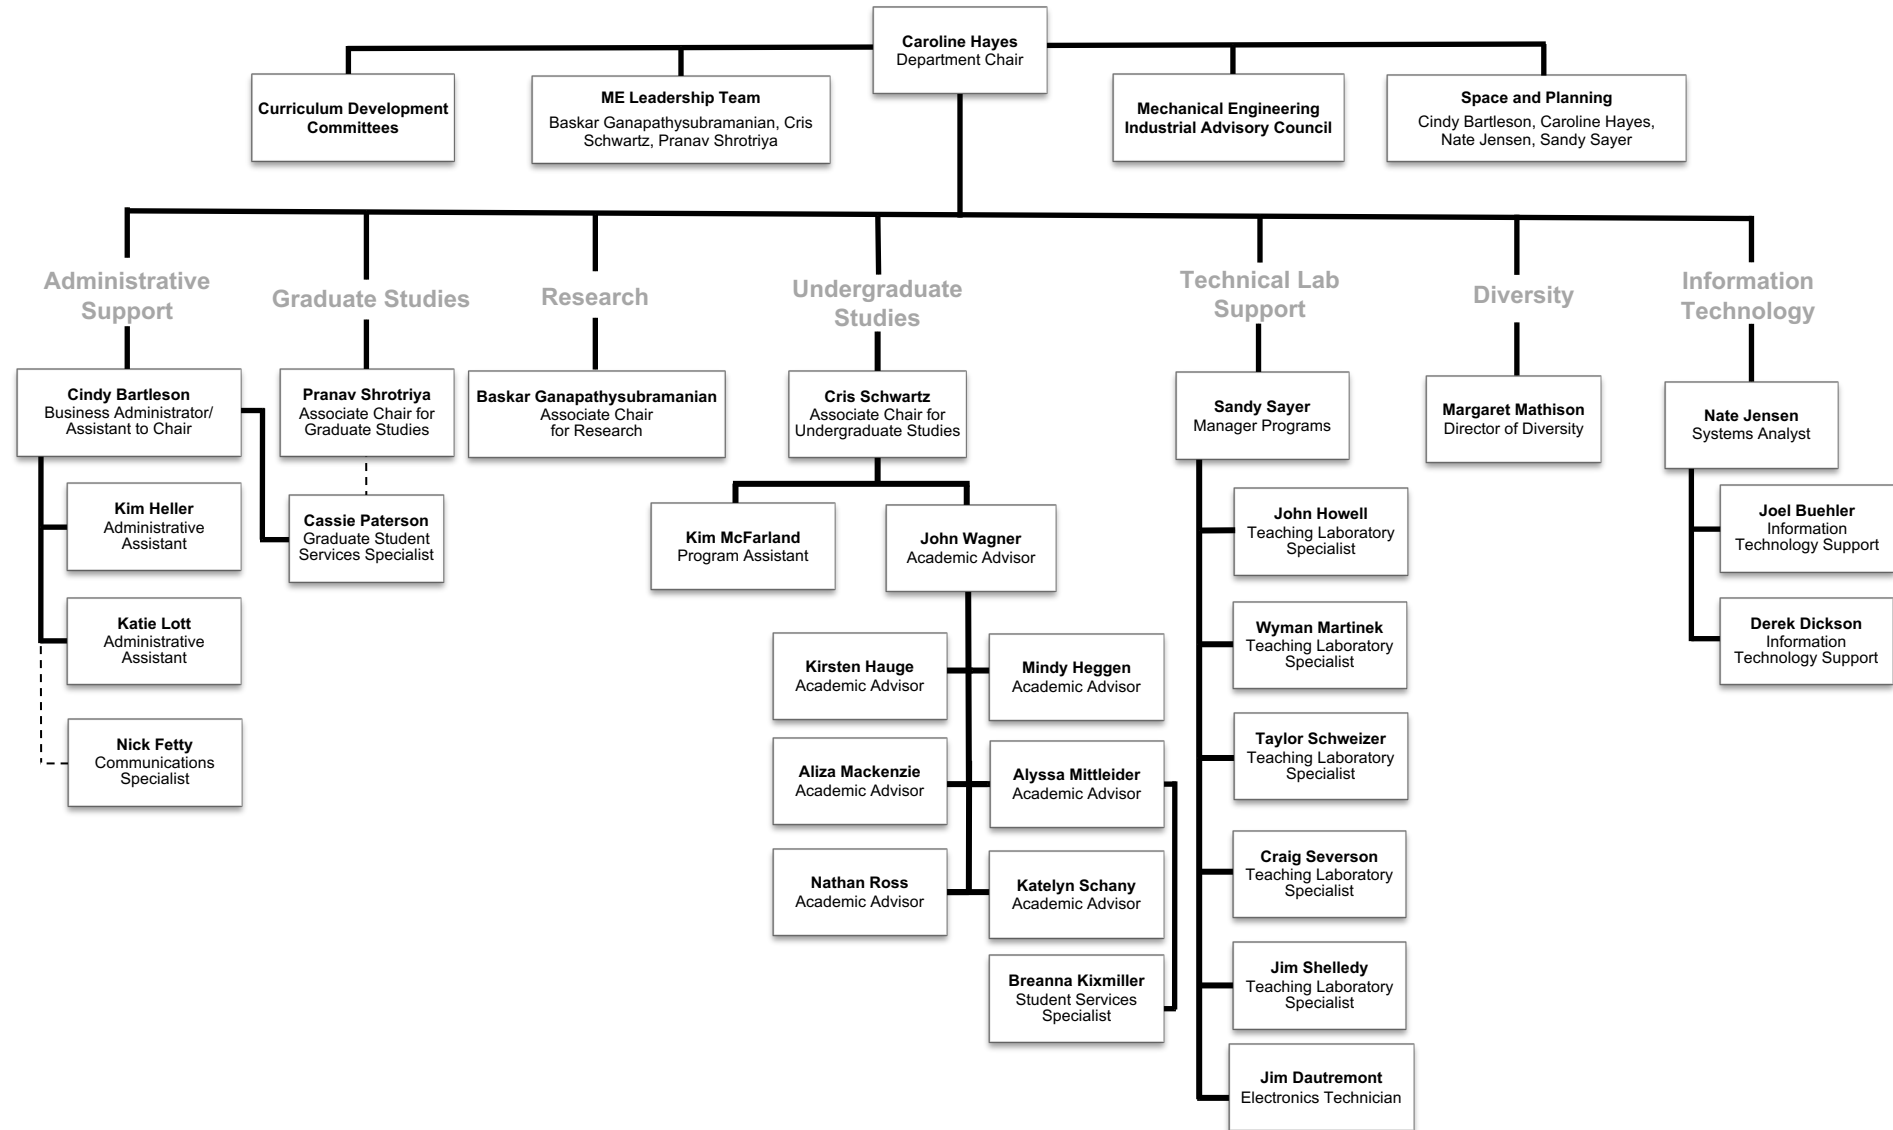 Caroline Hayes
Department Chair
Curriculum Development
Committees
ME Leadership Team
Baskar Ganapathysubramanian, Cris
Schwartz, Pranav Shrotriya
Mechanical Engineering
Industrial Advisory Council
Space and Planning
Cindy Bartleson, Caroline Hayes,
Nate Jensen, Sandy Sayer
Administrative
Support
Graduate Studies
Research
Undergraduate
Studies
Technical Lab
Support
Diversity
Information
Technology
Cindy Bartleson
Business Administrator/
Assistant to Chair
Pranav Shrotriya
Associate Chair for
Graduate Studies
Baskar Ganapathysubramanian
Associate Chair
for Research
Cris Schwartz
Associate Chair for
Undergraduate Studies
Sandy Sayer
Manager Programs
Margaret Mathison
Director of Diversity
Nate Jensen
Systems Analyst
Kim Heller
Administrative
Assistant
Katie Lott
Administrative
Assistant
Nick Fetty
Communications
Specialist
Cassie Paterson
Graduate Student
Services Specialist
Kim McFarland
Program Assistant
John Wagner
Academic Advisor
Kirsten Hauge
Academic Advisor
Mindy Heggen
Academic Advisor
Aliza Mackenzie
Academic Advisor
Alyssa Mittleider
Academic Advisor
Nathan Ross
Academic Advisor
Katelyn Schany
Academic Advisor
Breanna Kixmiller
Student Services
Specialist
John Howell
Teaching Laboratory
Specialist
Wyman Martinek
Teaching Laboratory
Specialist
Taylor Schweizer
Teaching Laboratory
Specialist
Craig Severson
Teaching Laboratory
Specialist
Jim Shelledy
Teaching Laboratory
Specialist
Jim Dautremont
Electronics Technician
Joel Buehler
Information
Technology Support
Derek Dickson
Information
Technology Support